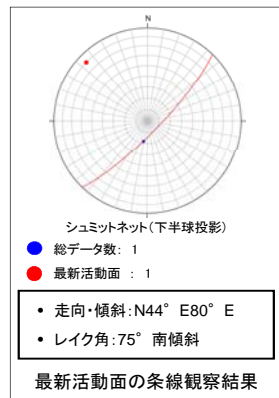 N
シュミットネット(下半球投影)
総データ数: 1
最新活動面 : 1
• 走向・傾斜:N44° E80° E
• レイク角:75° 南傾斜
最新活動面の条線観察結果